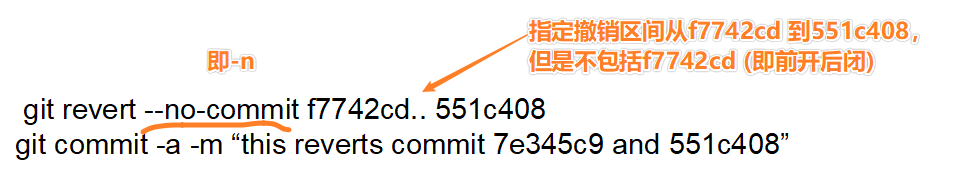 指定撤销区间从f7742cd 到551c408，
但是不包括f7742cd (即前开后闭)
即-n
git revert --no-commit f7742cd.. 551c408
git commit -a -m “this reverts commit 7e345c9 and 551c408”